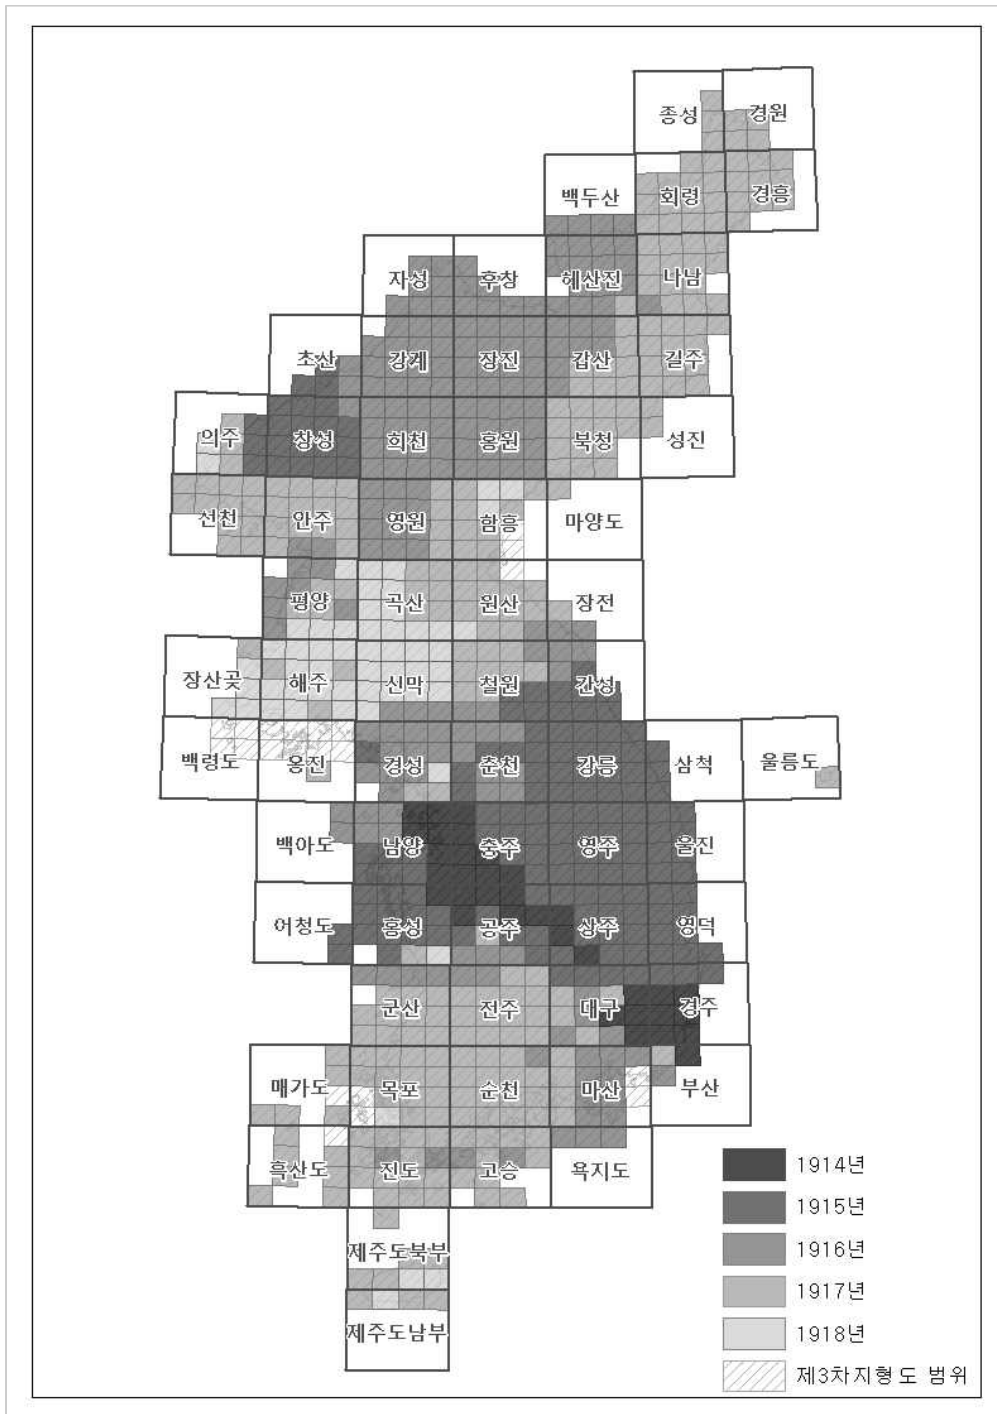 종성 경원
백두산 회령 경흥
자성 후창 혜산진 나남
초산 강계 장진 갑산 길주
의주 창성 희천 홍원 북청 성진
선천 안주 영원 함흥 마양도
평양 곡산 원산 장전
장산곶 해주 신막 철원 간성
백령도 옹진 경성 춘천 강릉 삼척 울릉도
백아도 남양 충주 영주 울진
어청도 홍성 공주 상주 영덕
군산 전주 대구 경주
매가도 목포 순천 마산 부산
흑산도 진도 고승 욕지도
제주도북부
제주도남부
1914년
1915년
1916년
1917년
1918년
제3차지형도 범위